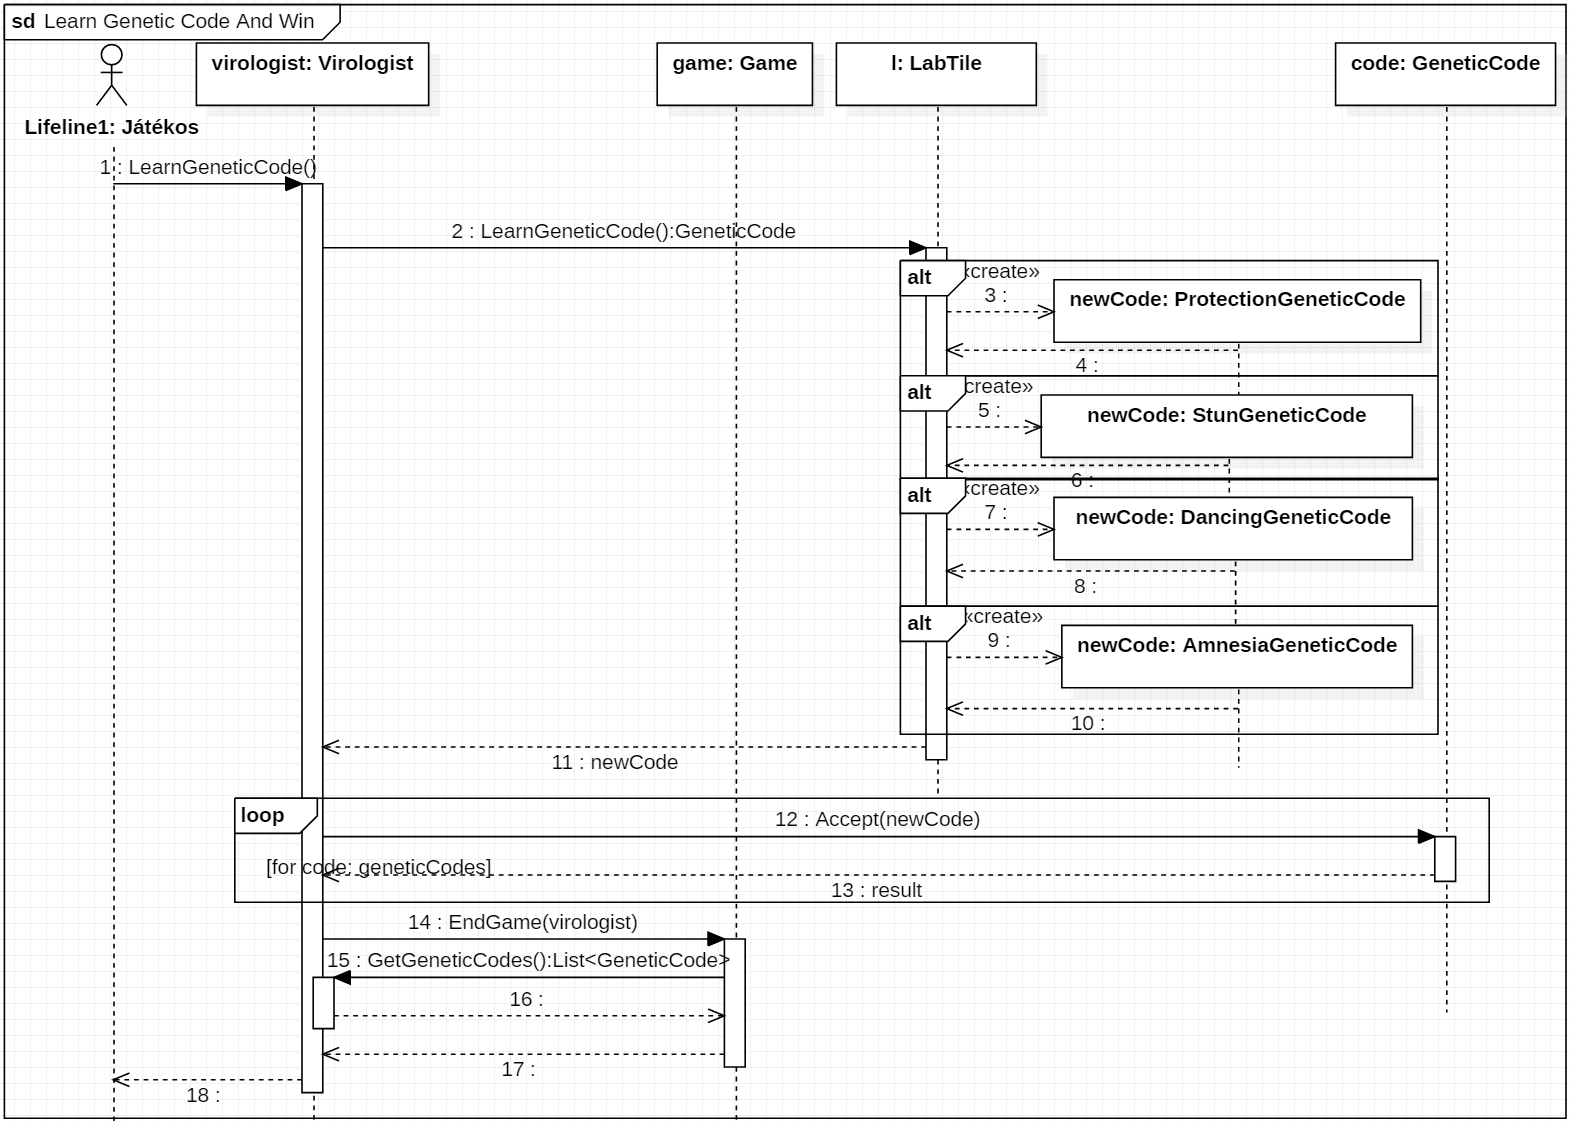 sd Learn Genetic Code And Win
virologist: Virologist
game: Game
l: LabTile
code: GeneticCode
Lifeline1: Játékos
1 : LearnGeneticCode()
2 : LearnGeneticCode():GeneticCode
alt
«create»
3 :
newCode: ProtectionGeneticCode
4 :
alt
«create»
5 :
newCode: StunGeneticCode
6 :
alt
«create»
7 :
newCode: DancingGeneticCode
8 :
alt
«create»
9 :
newCode: AmnesiaGeneticCode
10 :
11 : newCode
loop
12 : Accept(newCode)
[for code: geneticCodes]
13 : result
14 : EndGame(virologist)
15 : GetGeneticCodes():List<GeneticCode>
16 :
17 :
18 :